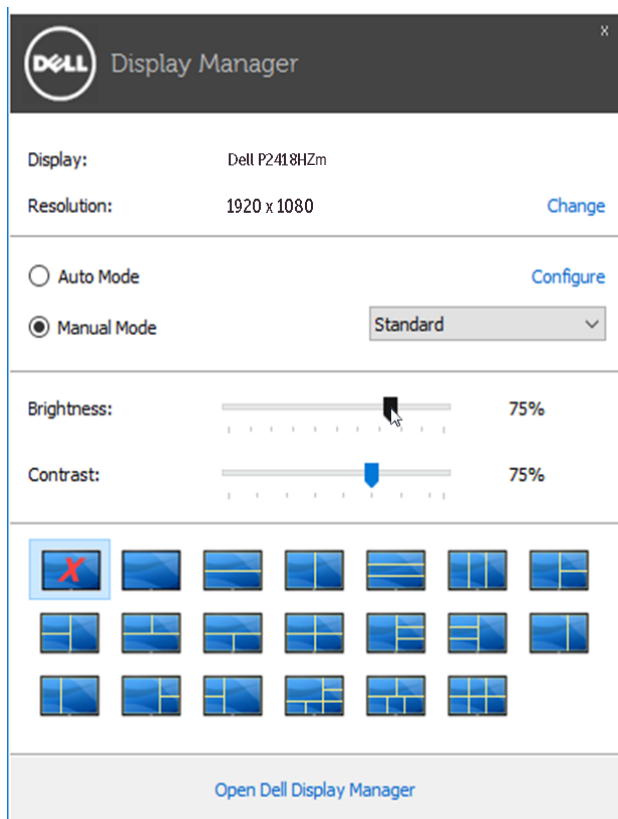 x
DELL Display Manager
Display: Dell P2418HZm
Resolution: 1920 x 1080 Change
Auto Mode Configure
Manual Mode Standard
Brightness: 75%
Contrast: 75%
X
Open Dell Display Manager